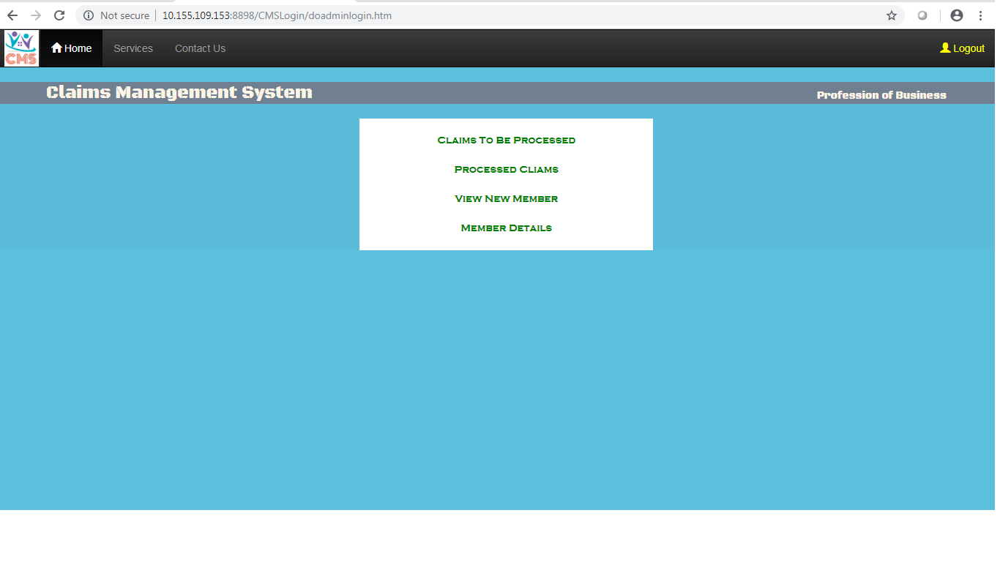 Not secure | 10.155.109.153:8898/CMSLogin/doadminlogin.htm
CMS
Home Services Contact Us Logout
Claims Management System Profession of Business
Claims To Be Processed
Processed Cliams
View New Member
Member Details